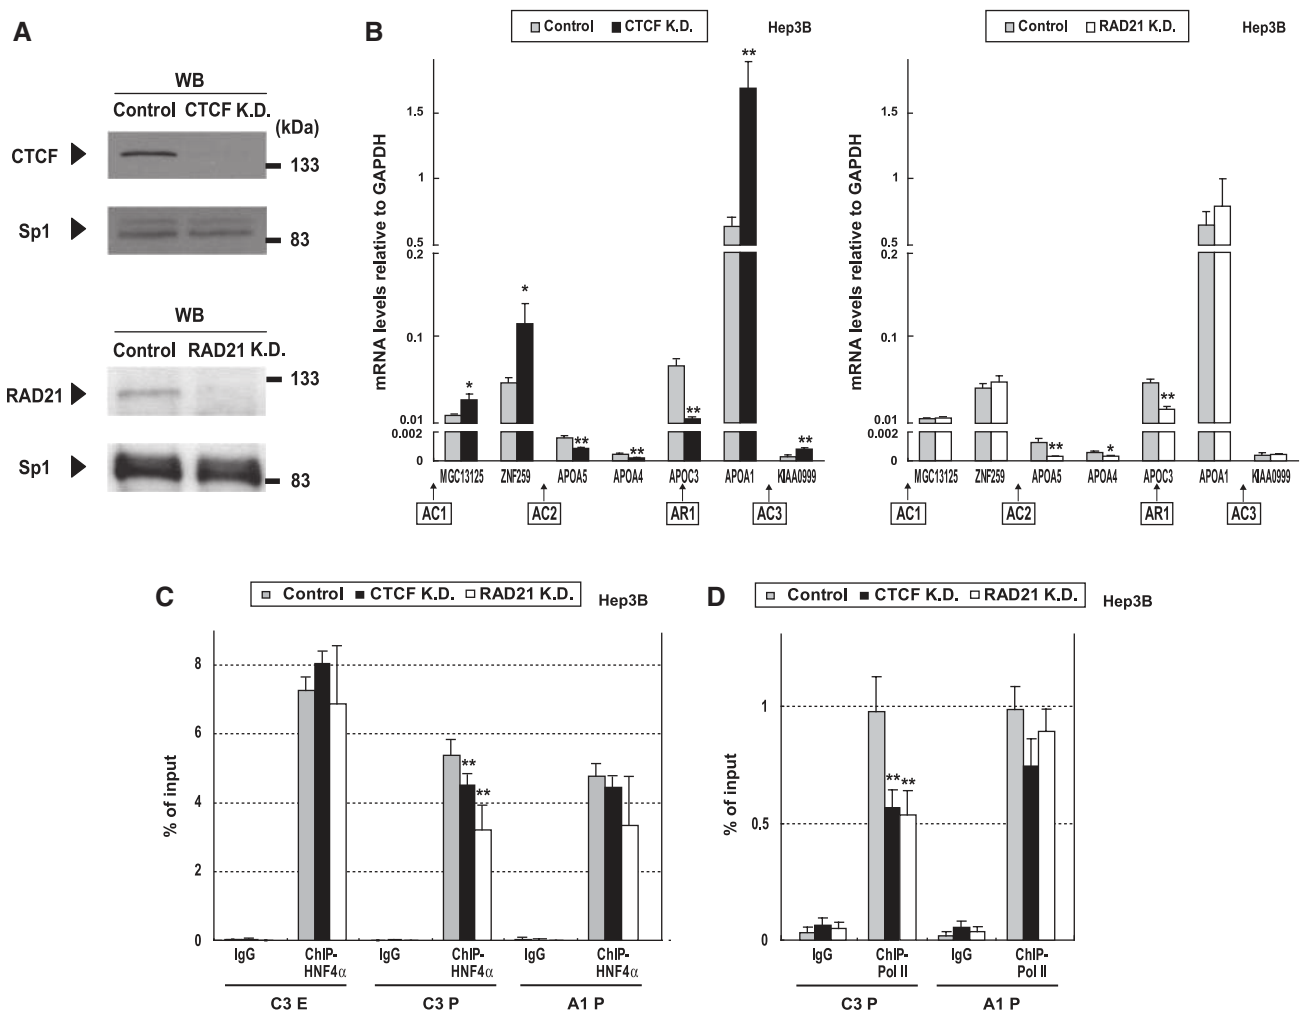 A
WB
Control CTCF K.D.
(kDa)
CTCF
133
Sp1
83
WB
Control RAD21 K.D.
133
RAD21
Sp1
83
B
Control CTCF K.D.
Hep3B
mRNA levels relative to GAPDH
1.5
1
0.5
0.2
0.1
0.01
0.002
0
* * ** ** ** ** **
MGC13125 ZNF259 APOA5 APOA4 APOC3 APOA1 KIAA0999
AC1 AC2 AR1 AC3
Control RAD21 K.D.
Hep3B
mRNA levels relative to GAPDH
1.5
1
0.5
0.2
0.1
0.01
0.002
0
** * **
MGC13125 ZNF259 APOA5 APOA4 APOC3 APOA1 KIAA0999
AC1 AC2 AR1 AC3
C
Control CTCF K.D. RAD21 K.D.
Hep3B
% of input
8
6
4
2
0
** **
IgG ChIP-HNF4α IgG ChIP-HNF4α IgG ChIP-HNF4α
C3 E C3 P A1 P
D
Control CTCF K.D. RAD21 K.D.
Hep3B
% of input
1
0.5
0
** **
IgG ChIP-Pol II IgG ChIP-Pol II
C3 P A1 P